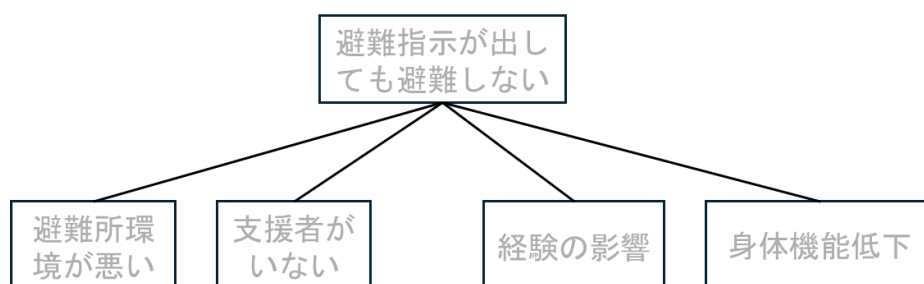 避難指示が出し
ても避難しない
避難所環
境が悪い
支援者が
いない
経験の影響
身体機能低下